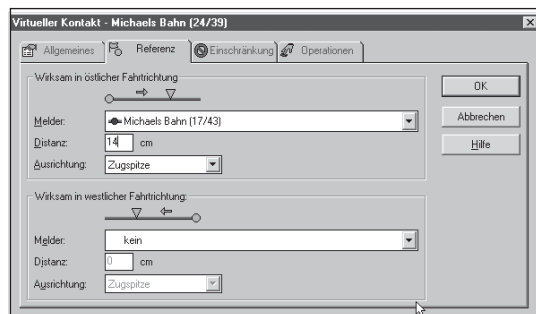 Virtueller Kontakt - Michaels Bahn (24/39)
Allgemeines Referenz Einschränkung Operationen
Wirksam in östlicher Fahrtrichtung
Melder: Michaels Bahn (17/43)
Distanz: 14 cm
Ausrichtung: Zugspitze
Wirksam in westlicher Fahrtrichtung:
Melder: kein
Distanz: 0 cm
Ausrichtung: Zugspitze
OK
Abbrechen
Hilfe